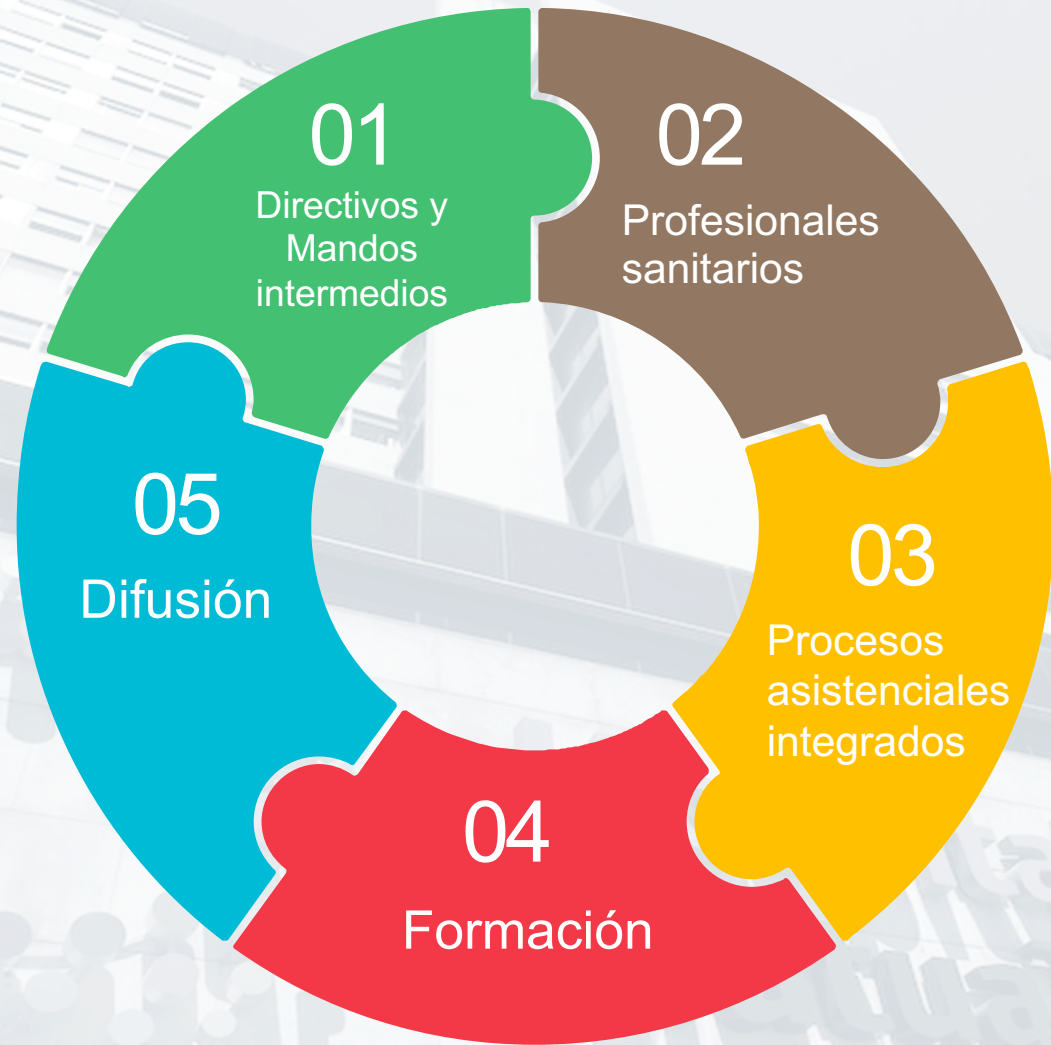 01
Directivos y
Mandos
intermedios
02
Profesionales
sanitarios
03
Procesos
asistenciales
integrados
04
Formación
05
Difusión